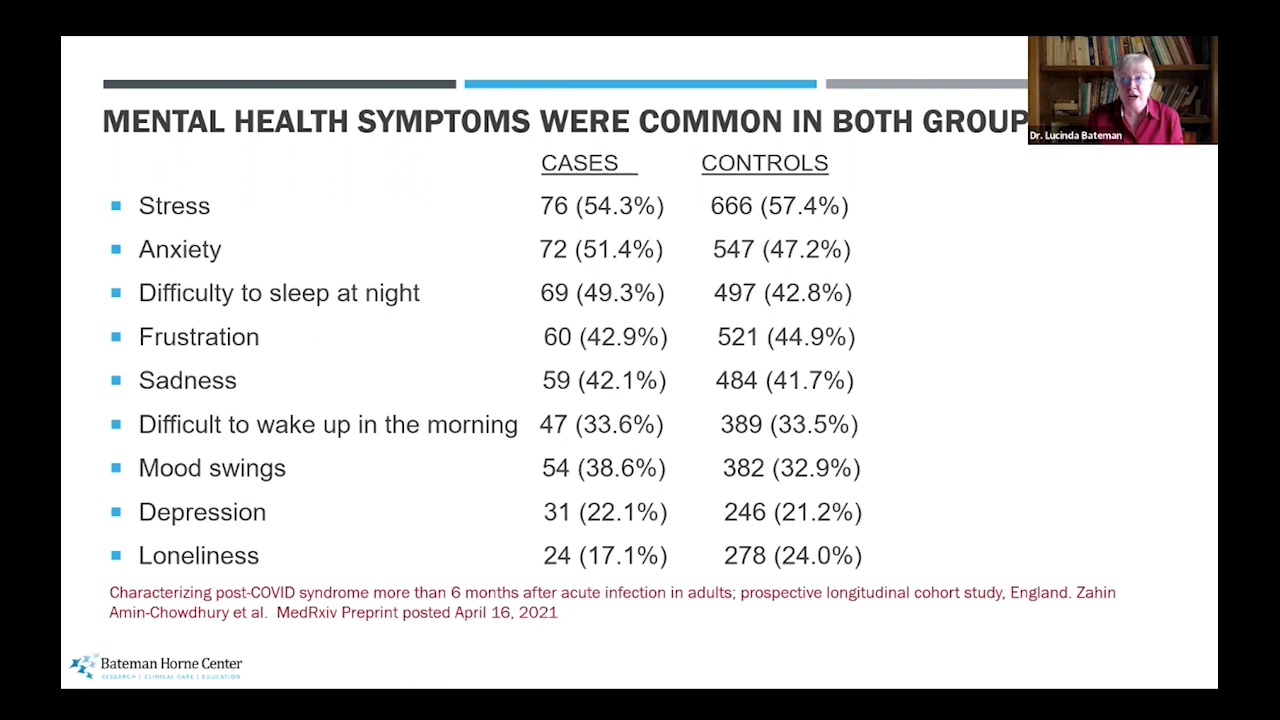 MENTAL HEALTH SYMPTOMS WERE COMMON IN BOTH GROUP
Dr. Lucinda Bateman
CASES CONTROLS
Stress 76 (54.3%) 666 (57.4%)
Anxiety 72 (51.4%) 547 (47.2%)
Difficulty to sleep at night 69 (49.3%) 497 (42.8%)
Frustration 60 (42.9%) 521 (44.9%)
Sadness 59 (42.1%) 484 (41.7%)
Difficult to wake up in the morning 47 (33.6%) 389 (33.5%)
Mood swings 54 (38.6%) 382 (32.9%)
Depression 31 (22.1%) 246 (21.2%)
Loneliness 24 (17.1%) 278 (24.0%)
Characterizing post-COVID syndrome more than 6 months after acute infection in adults; prospective longitudinal cohort study, England. Zahin
Amin-Chowdhury et al. MedRxiv Preprint posted April 16, 2021
Bateman Horne Center
RESEARCH | CLINICAL CARE | EDUCATION